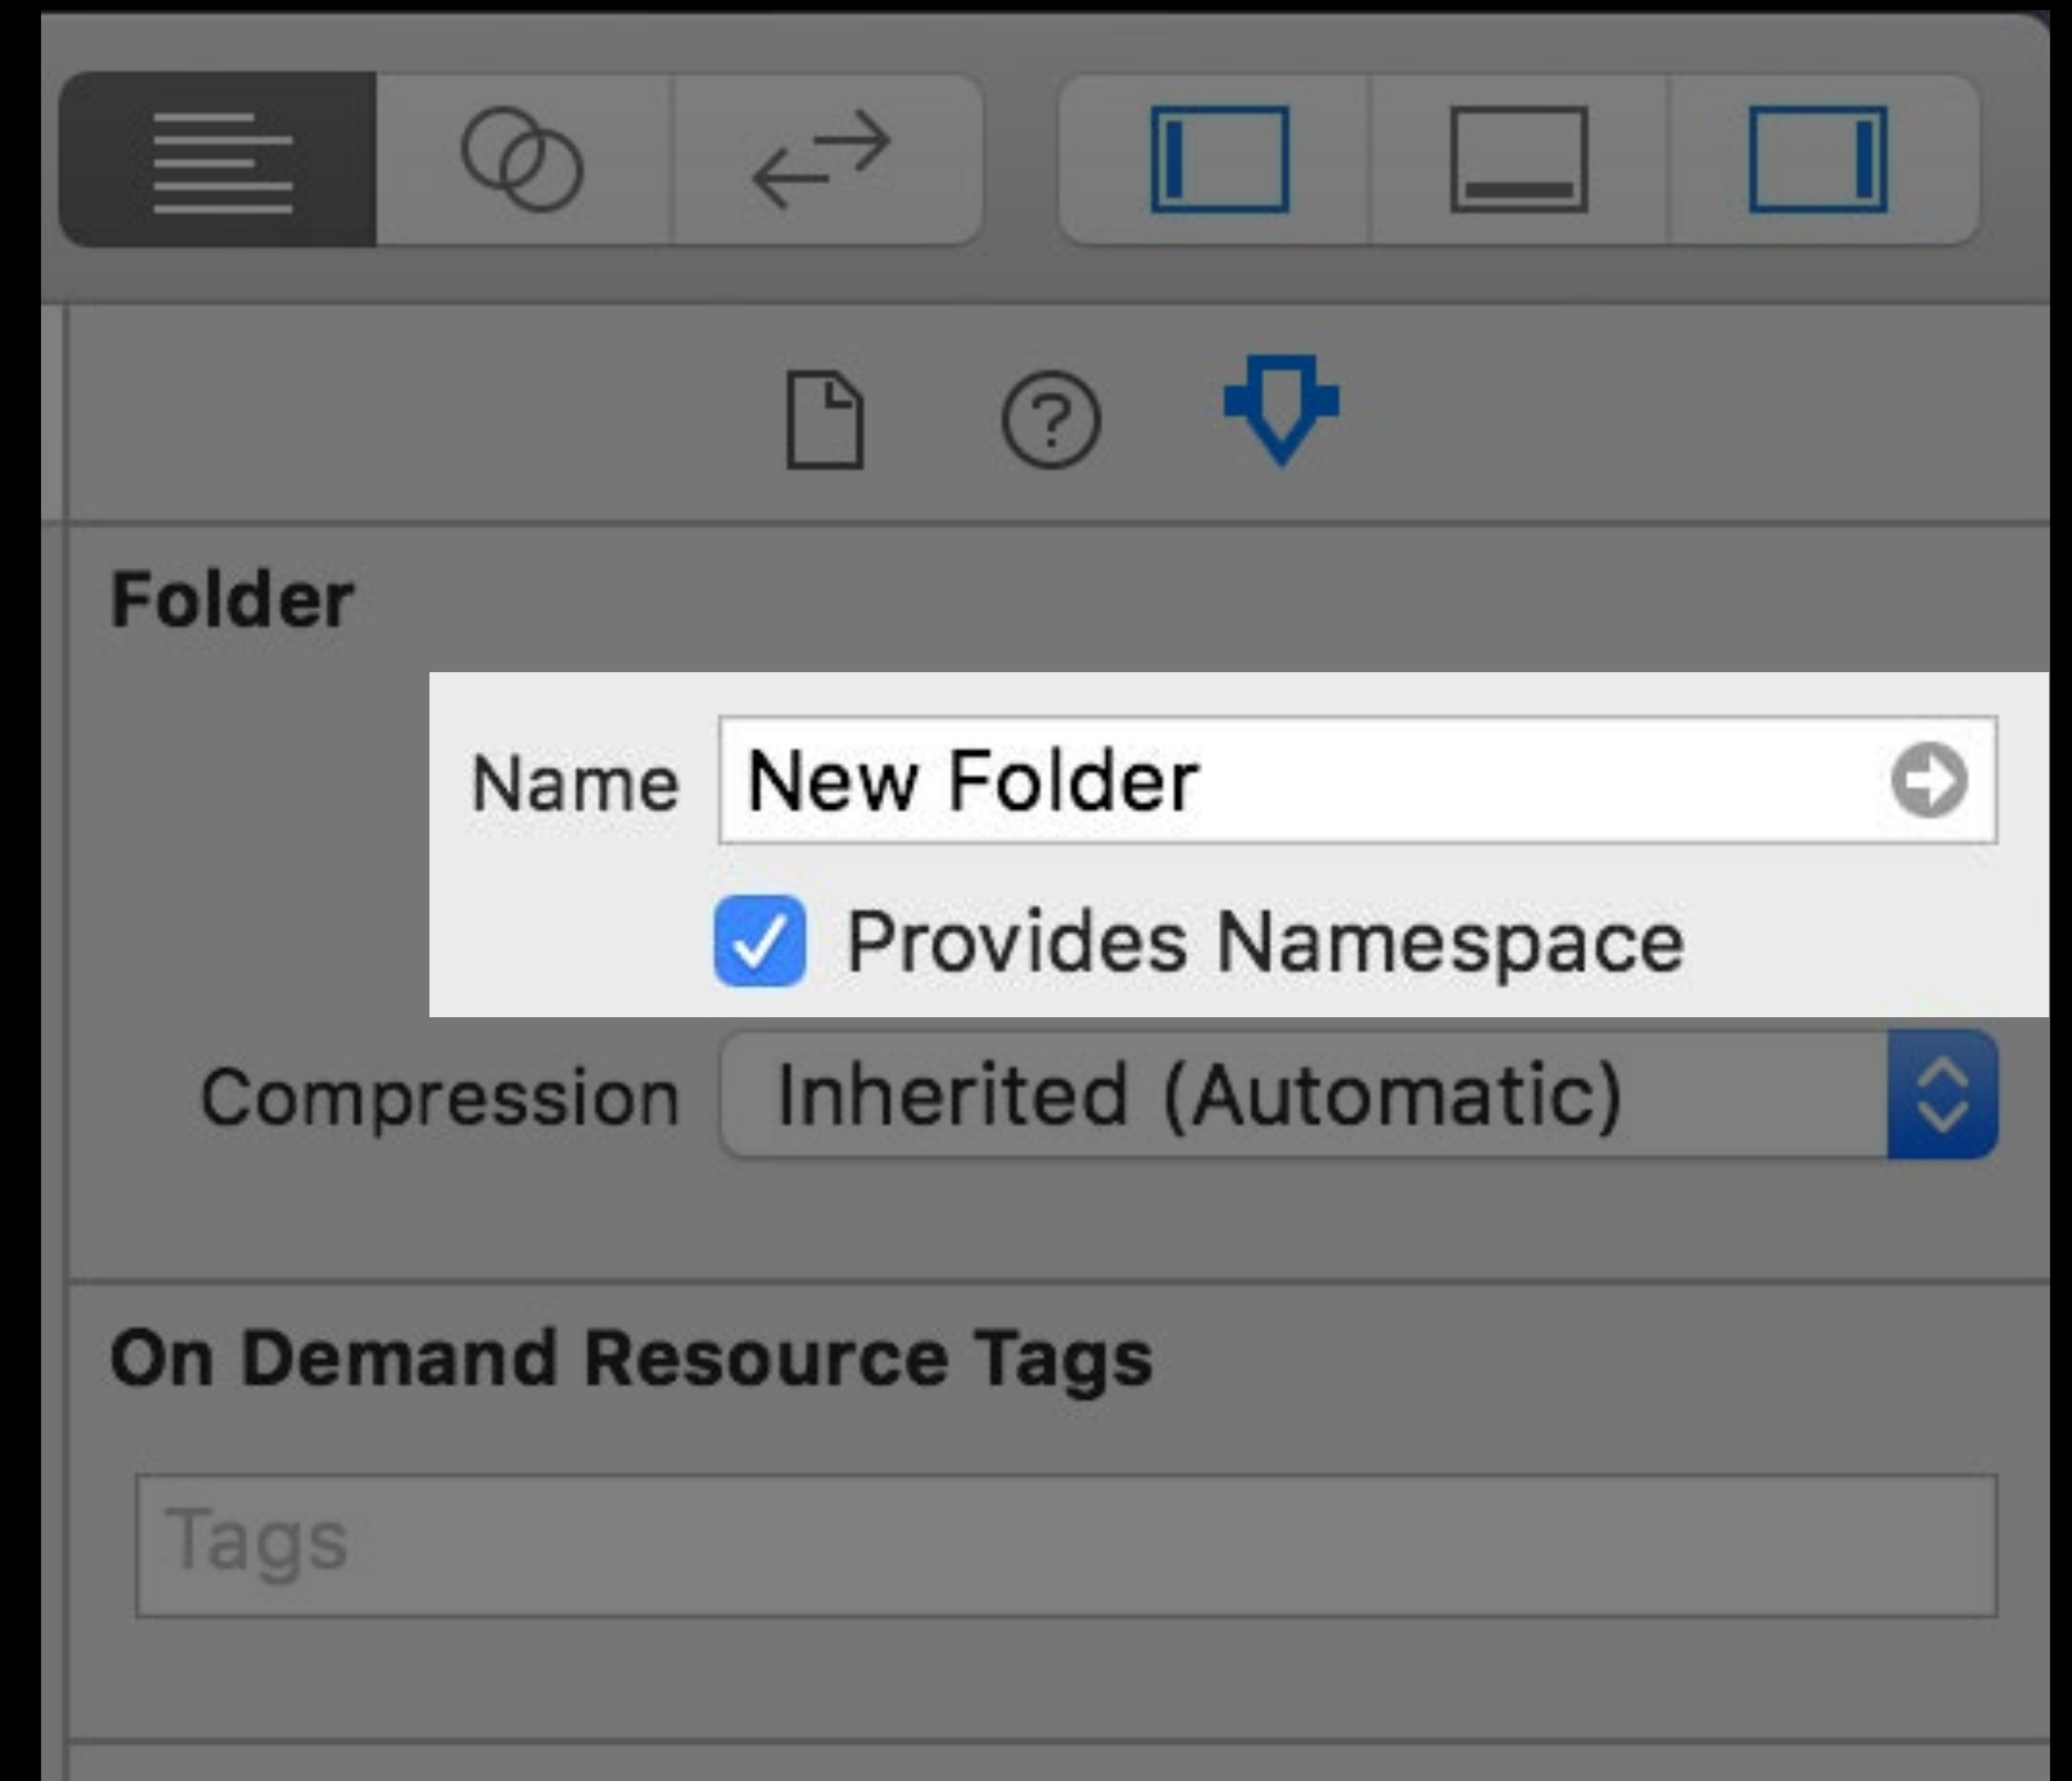 Folder
Name New Folder
Provides Namespace
Compression Inherited (Automatic)
On Demand Resource Tags
Tags